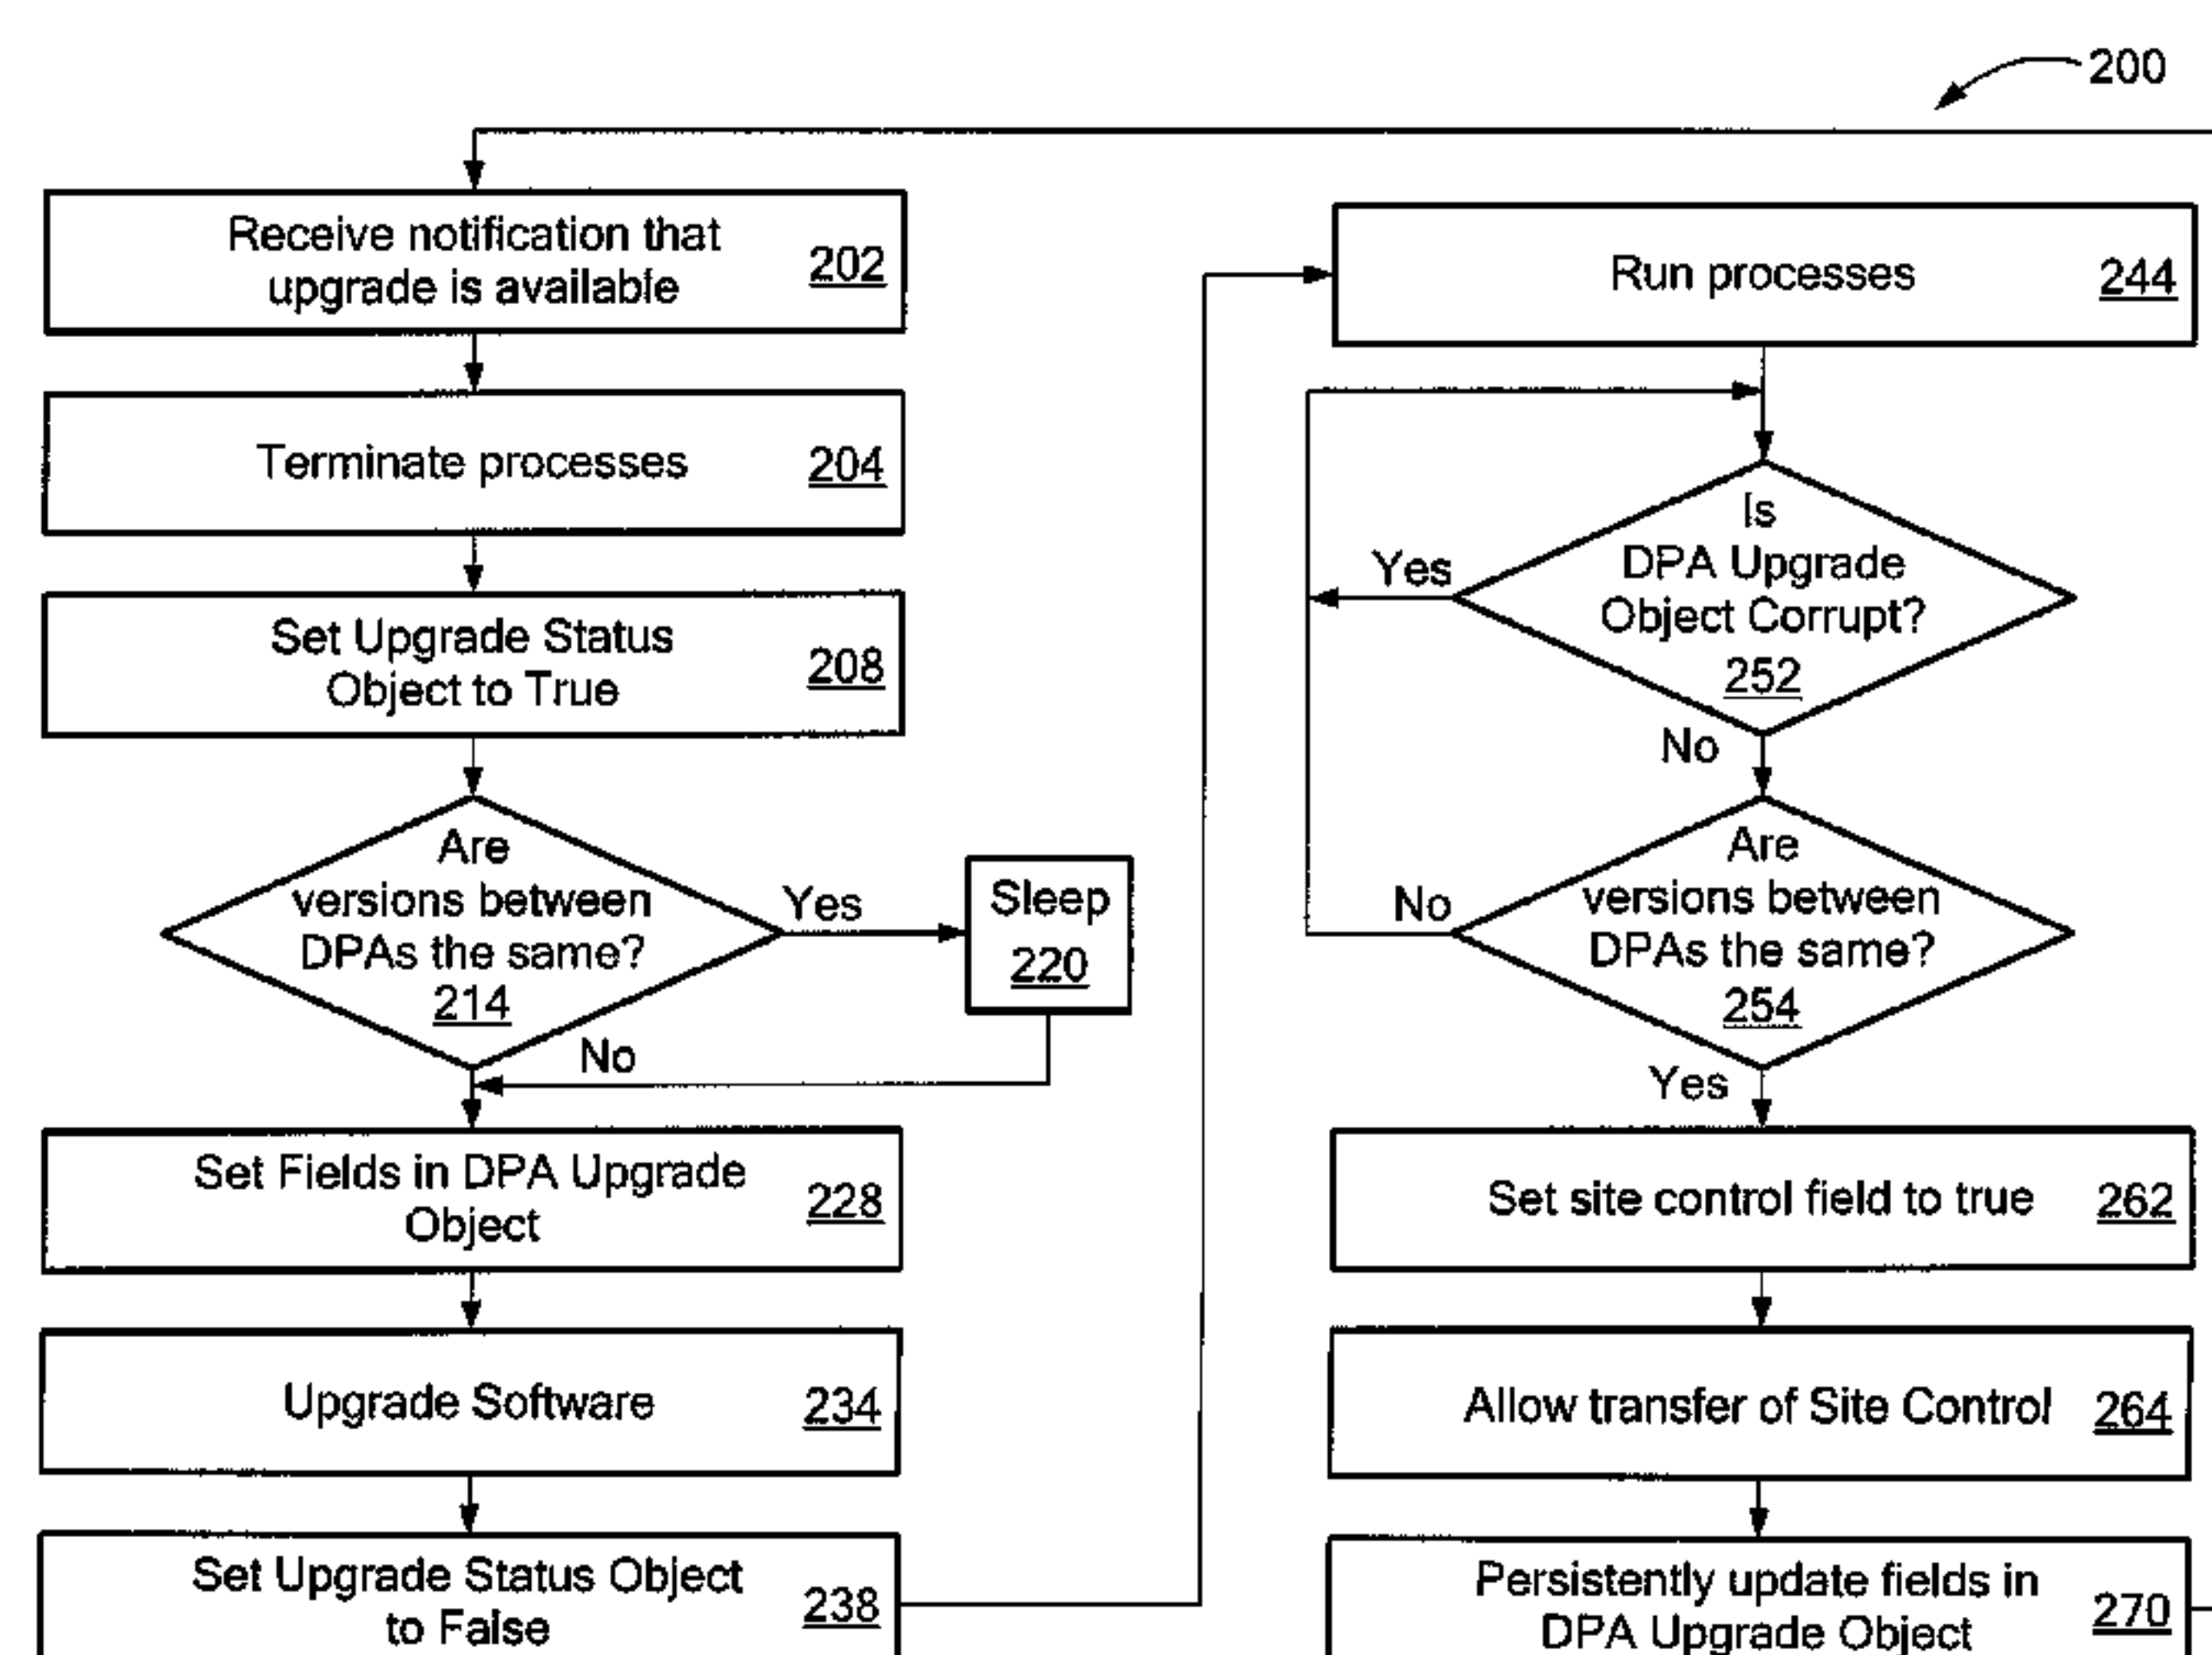 200
Receive notification that
upgrade is available
202
Terminate processes
204
Set Upgrade Status
Object to True
208
Are
versions between
DPAs the same?
214
Yes
Sleep
220
No
Set Fields in DPA Upgrade
Object
228
Upgrade Software
234
Set Upgrade Status Object
to False
238
Run processes
244
Is
DPA Upgrade
Object Corrupt?
252
Yes
No
Are
versions between
DPAs the same?
254
No
Yes
Set site control field to true
262
Allow transfer of Site Control
264
Persistently update fields in
DPA Upgrade Object
270